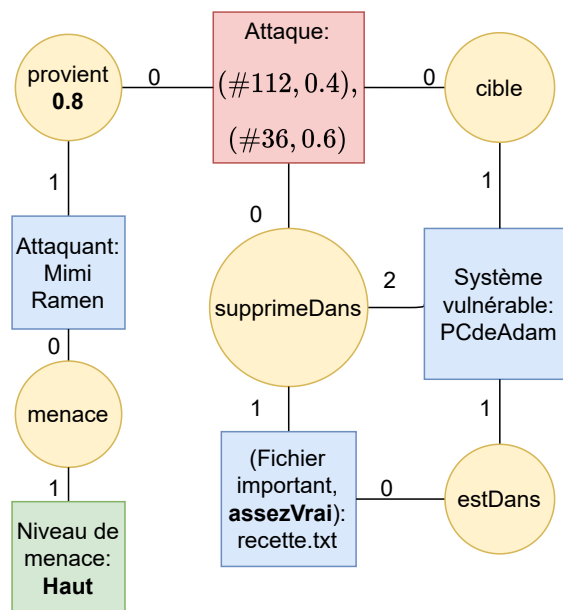 Attaque:
(#112, 0.4),
(#36, 0.6)
provient
0.8
0
0
cible
1
0
1
Attaquant:
Mimi
Ramen
supprimeDans
2
Système
vulnérable:
PCdeAdam
0
menace
1
1
(Fichier
important,
assezVrai):
recette.txt
0
estDans
1
Niveau de
menace:
Haut